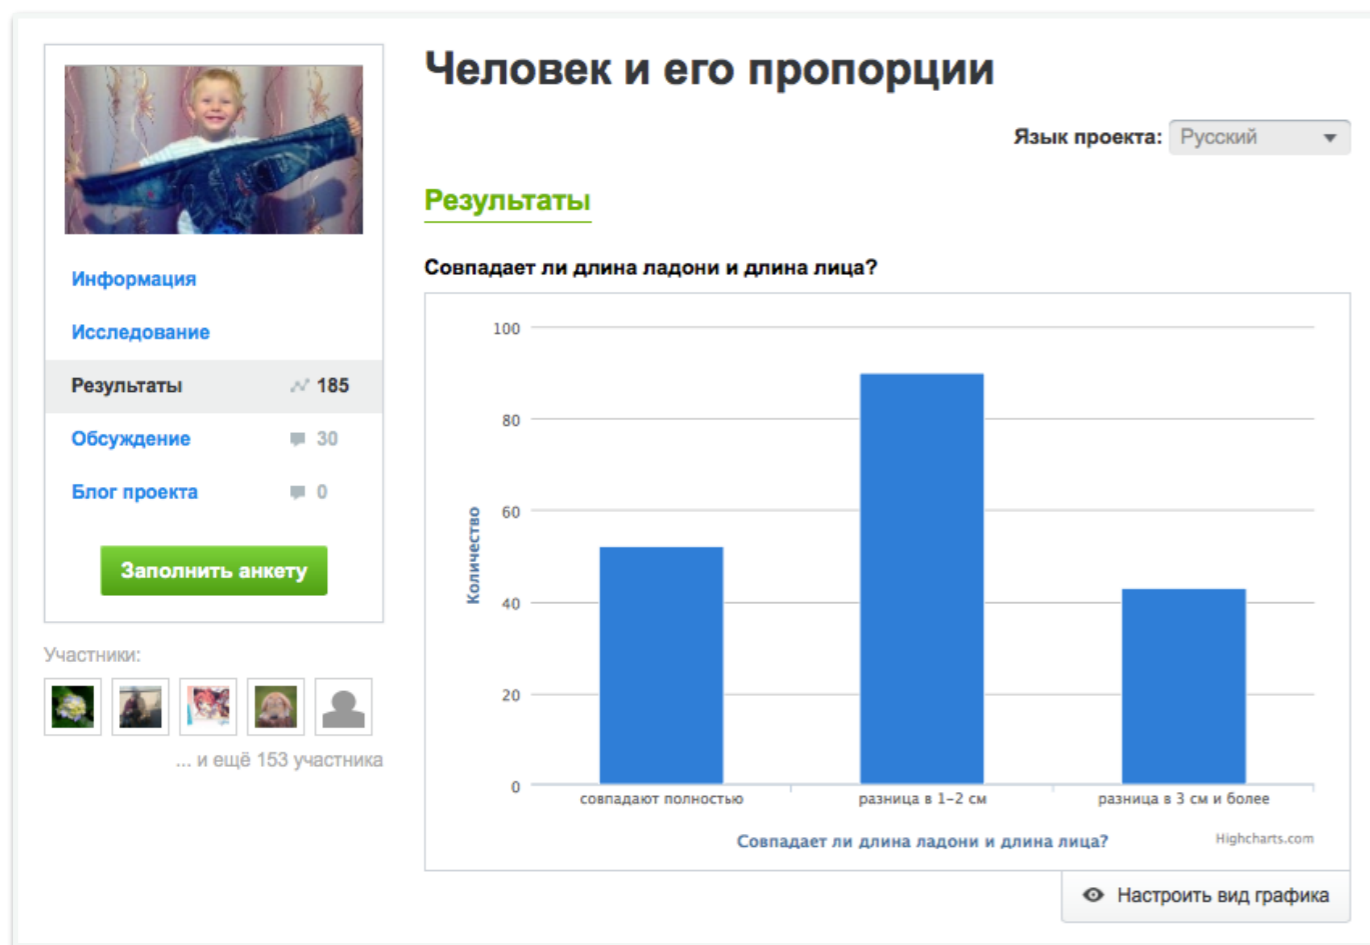 Человек и его пропорции
Язык проекта: Русский
Результаты
Совпадает ли длина ладони и длина лица?
Информация
Исследование
Результаты 185
Обсуждение 30
Блог проекта 0
Заполнить анкету
Участники:
... и ещё 153 участника
100
80
60
40
20
0
Количество
совпадают полностью разница в 1-2 см разница в 3 см и более
Совпадает ли длина ладони и длина лица?
Highcharts.com
Настроить вид графика